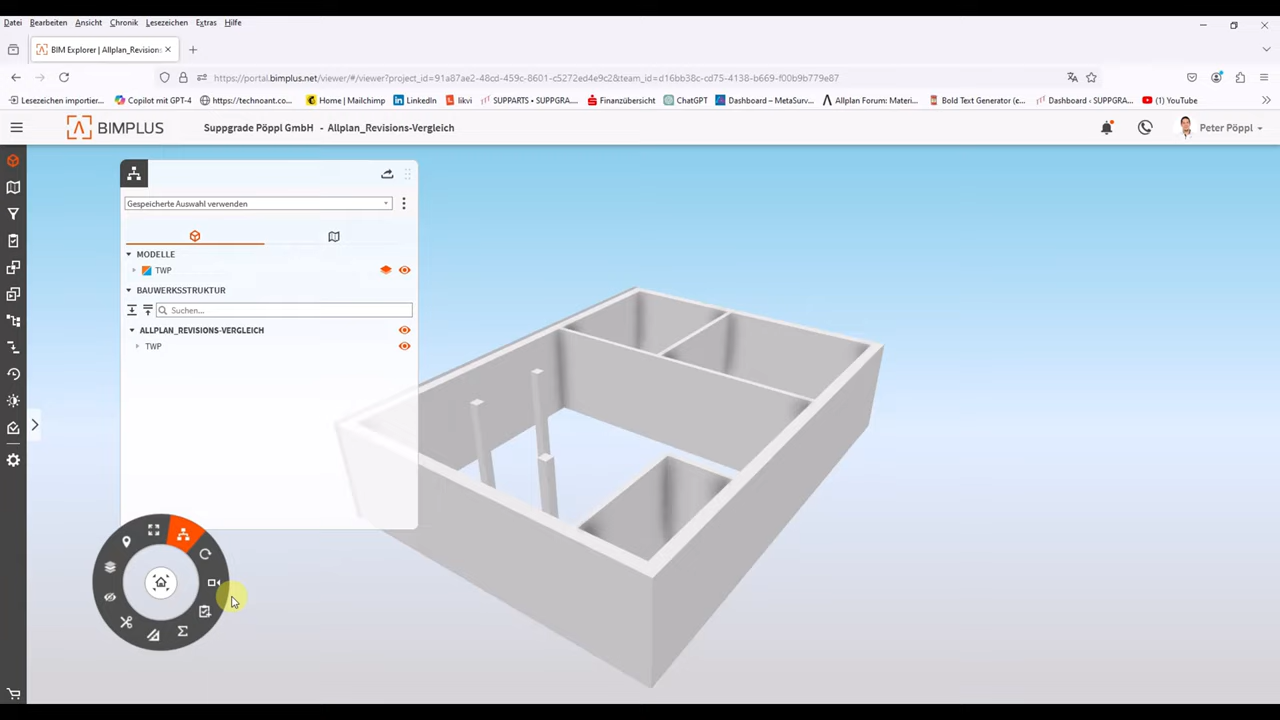 Datei Bearbeiten Ansicht Chronik Lesezeichen Extras Hilfe
BIM Explorer | Allplan_Revisions-
https://portal.bimplus.net/viewer/#/viewer?project_id=91a87ae2-48cd-459c-8601-c5272ed4e9c2&team_id=d16bb38c-cd75-4138-b669-f00b9b779e87
Lesezeichen importier... Copilot mit GPT-4 https://technoant.co... Home | Mailchimp LinkedIn likvi SUPPARTS :: SUPPGRA... Finanzübersicht ChatGPT Dashboard – MetaSurv... Allplan Forum: Materi... Bold Text Generator (c... Dashboard ‹ SUPPGRA... (1) YouTube
BIMPLUS Suppgrade Pöppl GmbH - Allplan_Revisions-Vergleich Peter Pöppl
Gespeicherte Auswahl verwenden
MODELLE
TWP
BAUWERKSSTRUKTUR
Suchen...
ALLPLAN_REVISIONS-VERGLEICH
TWP